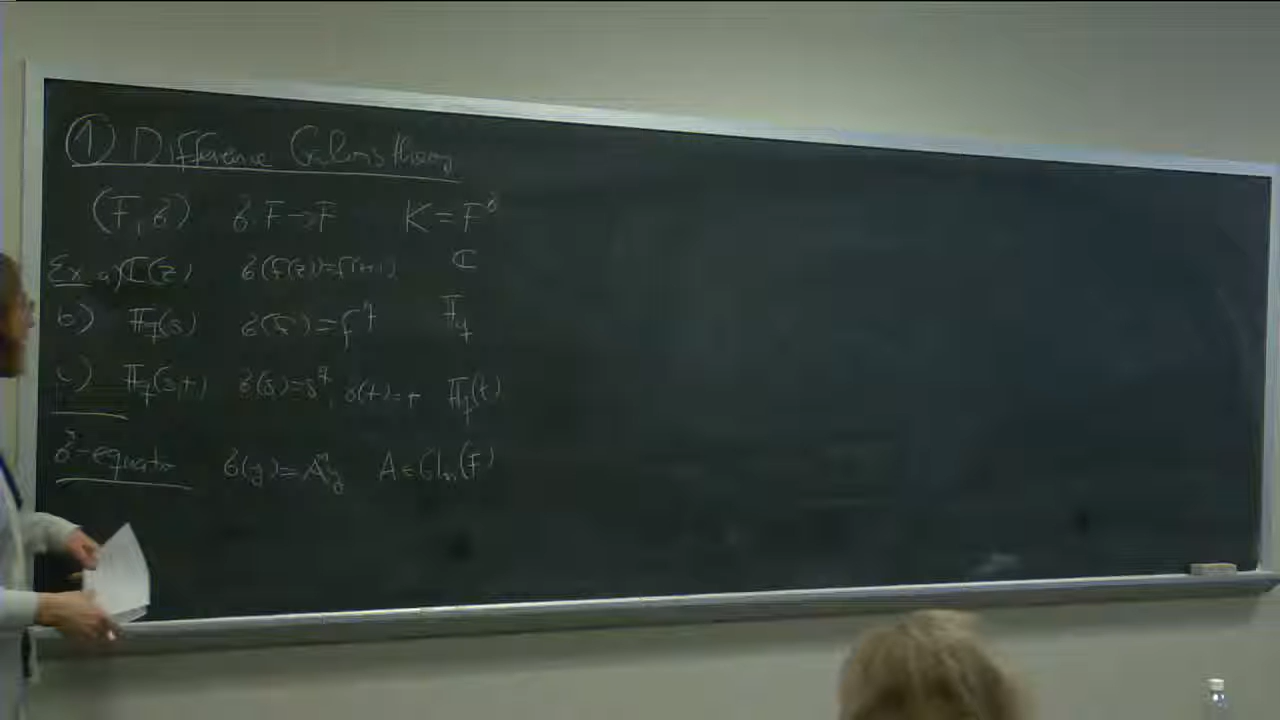 ① Difference Galois theory
(F, σ) σ: F → F K = F^σ
Ex a) ℂ(z) σ(f(z)) = f(z+1) ℂ
b) 𝔽_q(s) σ(f) = f^q 𝔽_q
c) 𝔽_q(s,t) σ(s) = s^q, σ(t) = t 𝔽_q(t)
σ-equation σ(y) = Ay A ∈ Gl_n(F)